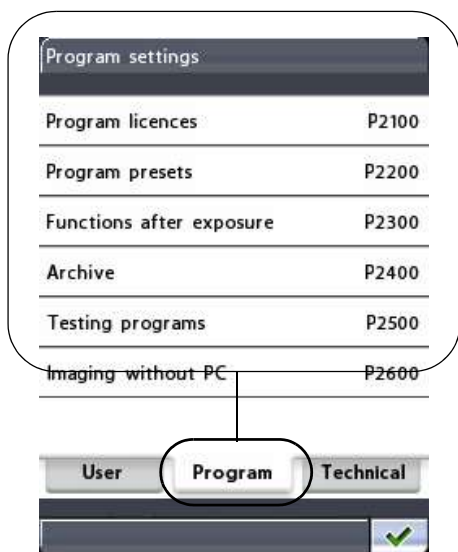 Program settings
Program licences P2100
Program presets P2200
Functions after exposure P2300
Archive P2400
Testing programs P2500
Imaging without PC P2600
User Program Technical